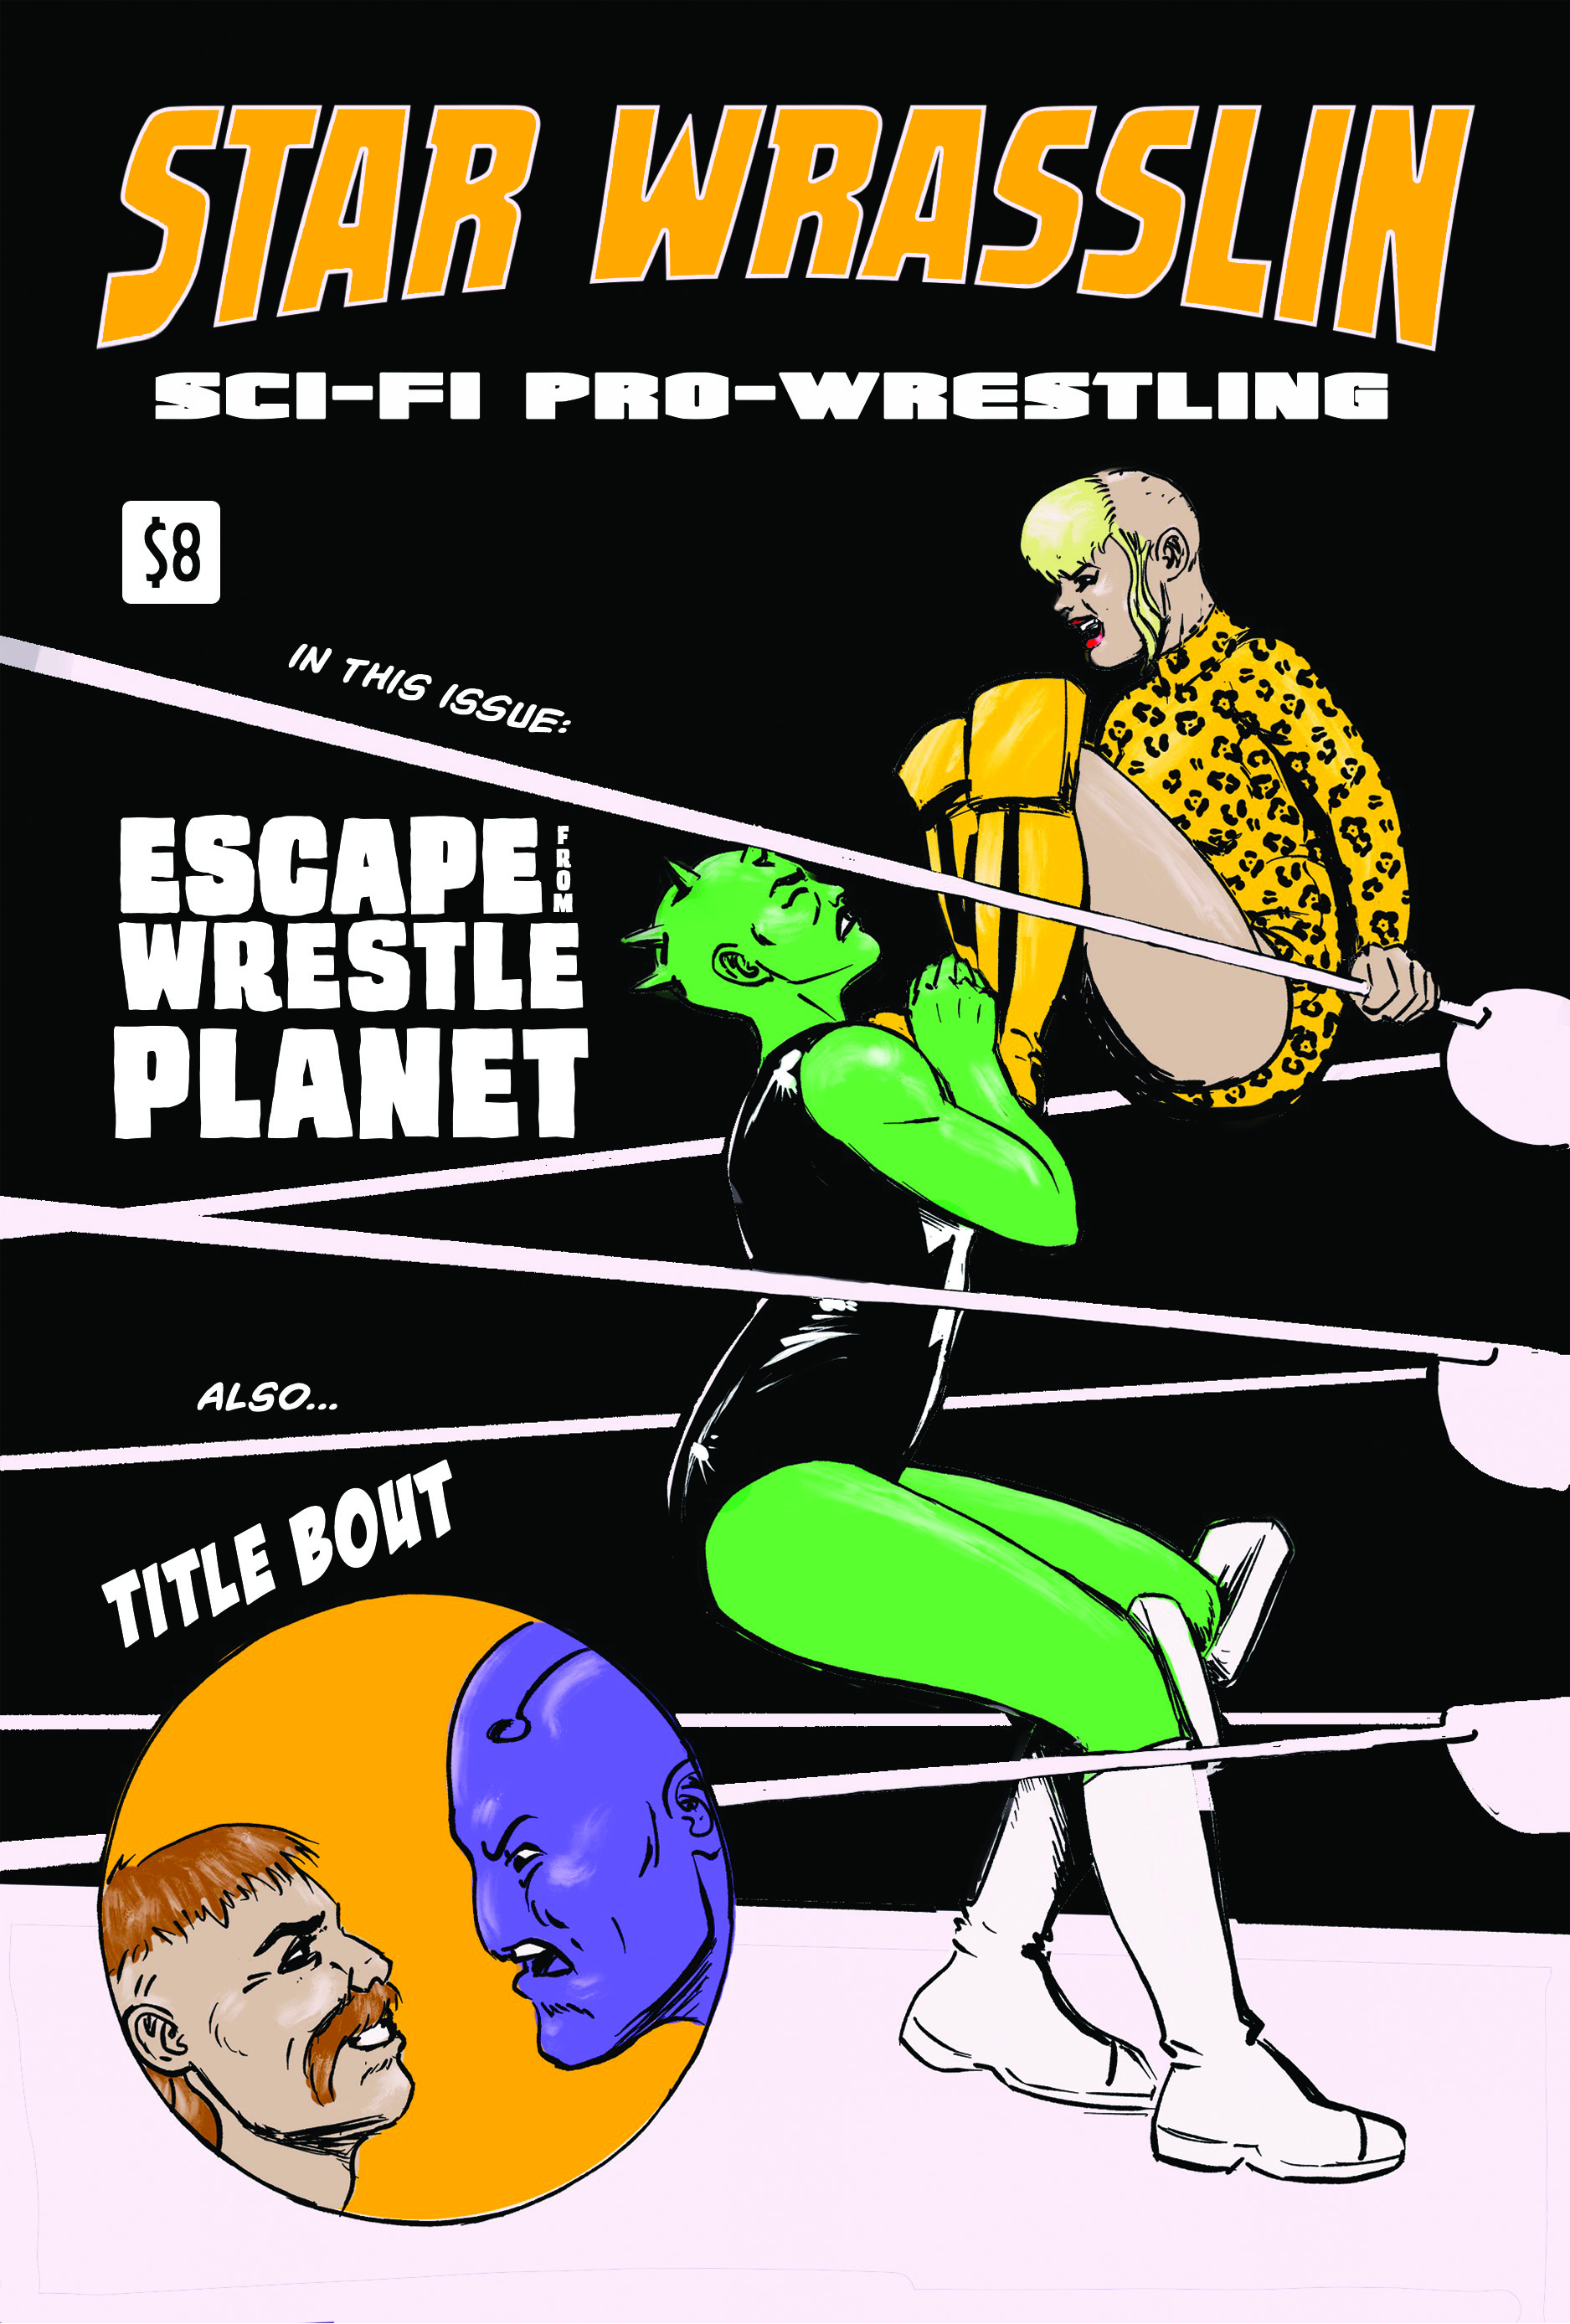 STAR WRASSLIN
SCI-FI PRO-WRESTLING
$8
IN THIS ISSUE:
ESCAPE FROM
WRESTLE
PLANET
ALSO...
TITLE BOUT